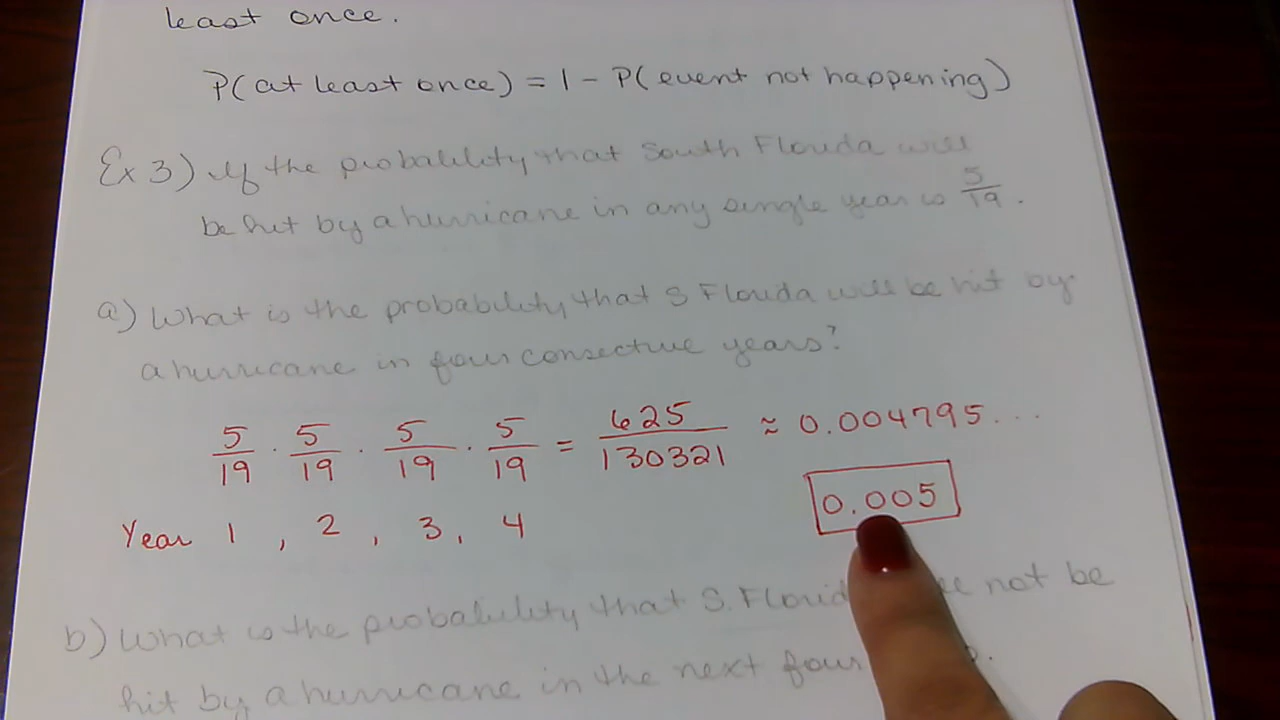 least once.
P(at least once) = 1 - P(event not happening)
Ex 3) If the probability that South Florida will
be hit by a hurricane in any single year is 5/19.
a) What is the probability that S Florida will be hit by
a hurricane in four consective years?
5/19 · 5/19 · 5/19 · 5/19 = 625/130321 ≈ 0.004795...
0.005
Year 1, 2, 3, 4
b) What is the probability that S. Florid not be
hit by a hurricane in the next four